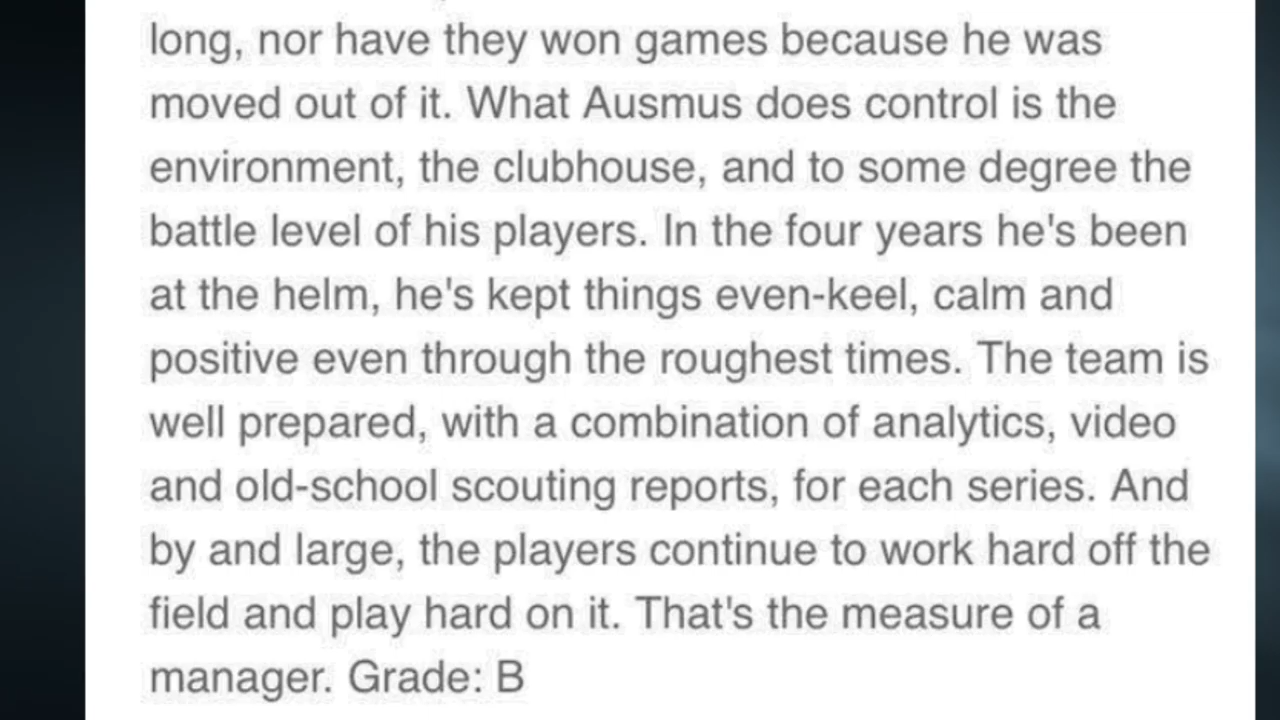 long, nor have they won games because he was
moved out of it. What Ausmus does control is the
environment, the clubhouse, and to some degree the
battle level of his players. In the four years he's been
at the helm, he's kept things even-keel, calm and
positive even through the roughest times. The team is
well prepared, with a combination of analytics, video
and old-school scouting reports, for each series. And
by and large, the players continue to work hard off the
field and play hard on it. That's the measure of a
manager. Grade: B